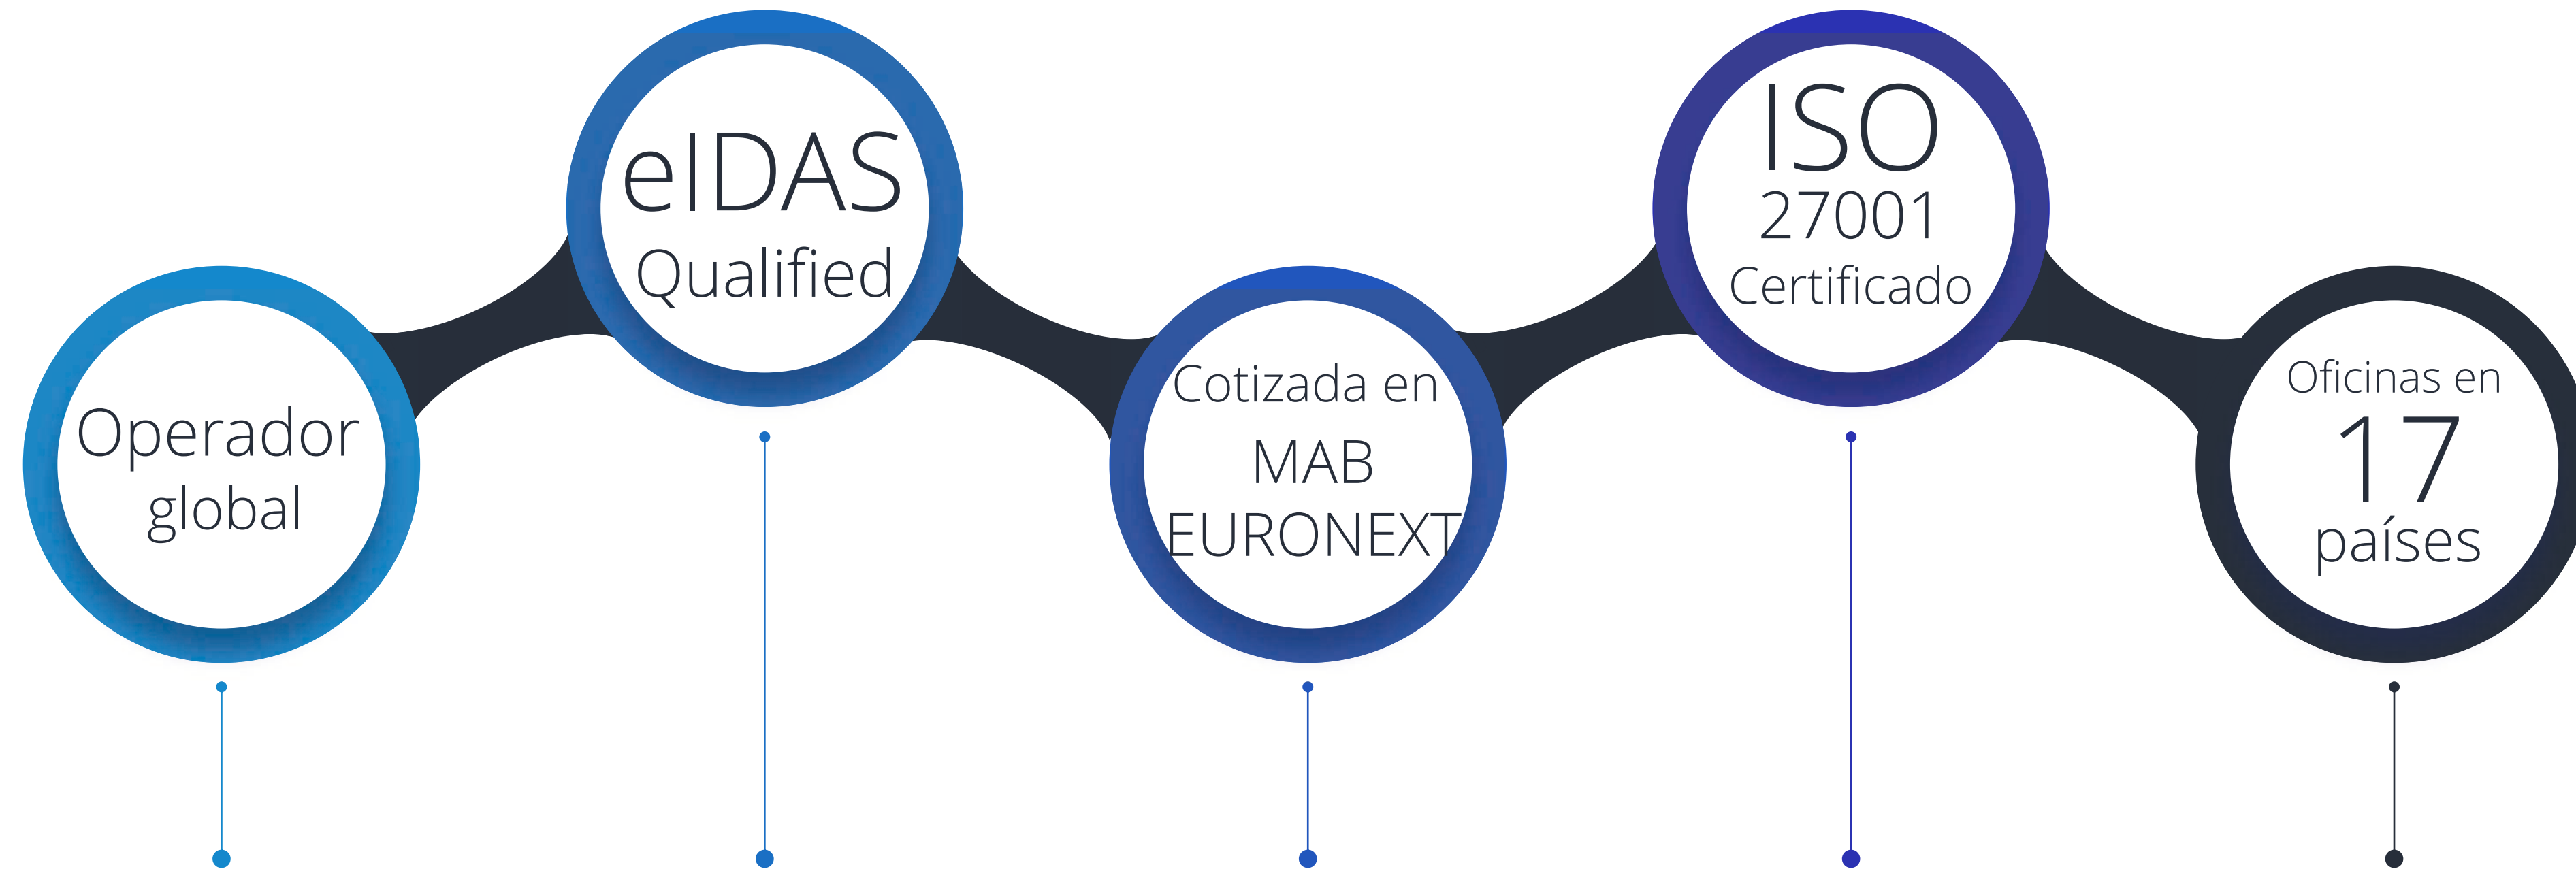 Operador
global
eIDAS
Qualified
Cotizada en
MAB
EURONEXT
ISO
27001
Certificado
Oficinas en
17
países